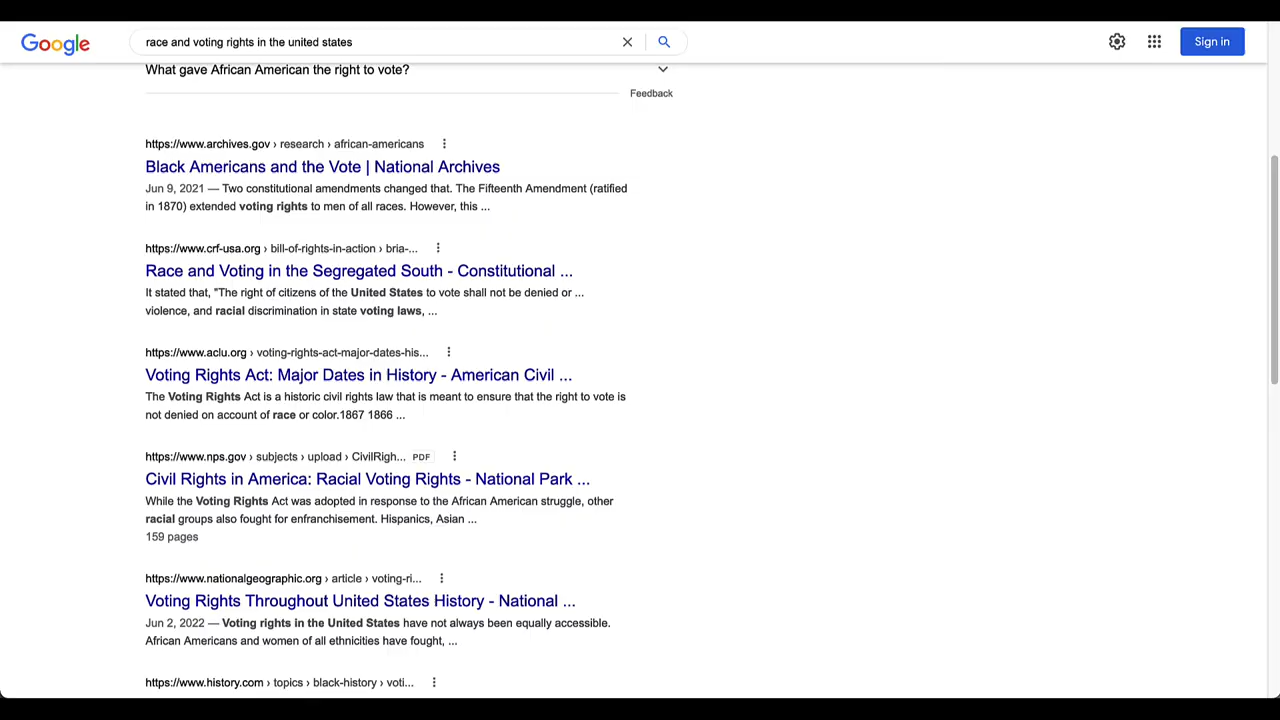 Google
race and voting rights in the united states
Sign in
What gave African American the right to vote?
Feedback
https://www.archives.gov › research › african-americans
Black Americans and the Vote | National Archives
Jun 9, 2021 — Two constitutional amendments changed that. The Fifteenth Amendment (ratified
in 1870) extended voting rights to men of all races. However, this ...
https://www.crf-usa.org › bill-of-rights-in-action › bria-...
Race and Voting in the Segregated South - Constitutional ...
It stated that, "The right of citizens of the United States to vote shall not be denied or ...
violence, and racial discrimination in state voting laws, ...
https://www.aclu.org › voting-rights-act-major-dates-his...
Voting Rights Act: Major Dates in History - American Civil ...
The Voting Rights Act is a historic civil rights law that is meant to ensure that the right to vote is
not denied on account of race or color.1867 1866 ...
https://www.nps.gov › subjects › upload › CivilRigh... PDF
Civil Rights in America: Racial Voting Rights - National Park ...
While the Voting Rights Act was adopted in response to the African American struggle, other
racial groups also fought for enfranchisement. Hispanics, Asian ...
159 pages
https://www.nationalgeographic.org › article › voting-ri...
Voting Rights Throughout United States History - National ...
Jun 2, 2022 — Voting rights in the United States have not always been equally accessible.
African Americans and women of all ethnicities have fought, ...
https://www.history.com › topics › black-history › voti...